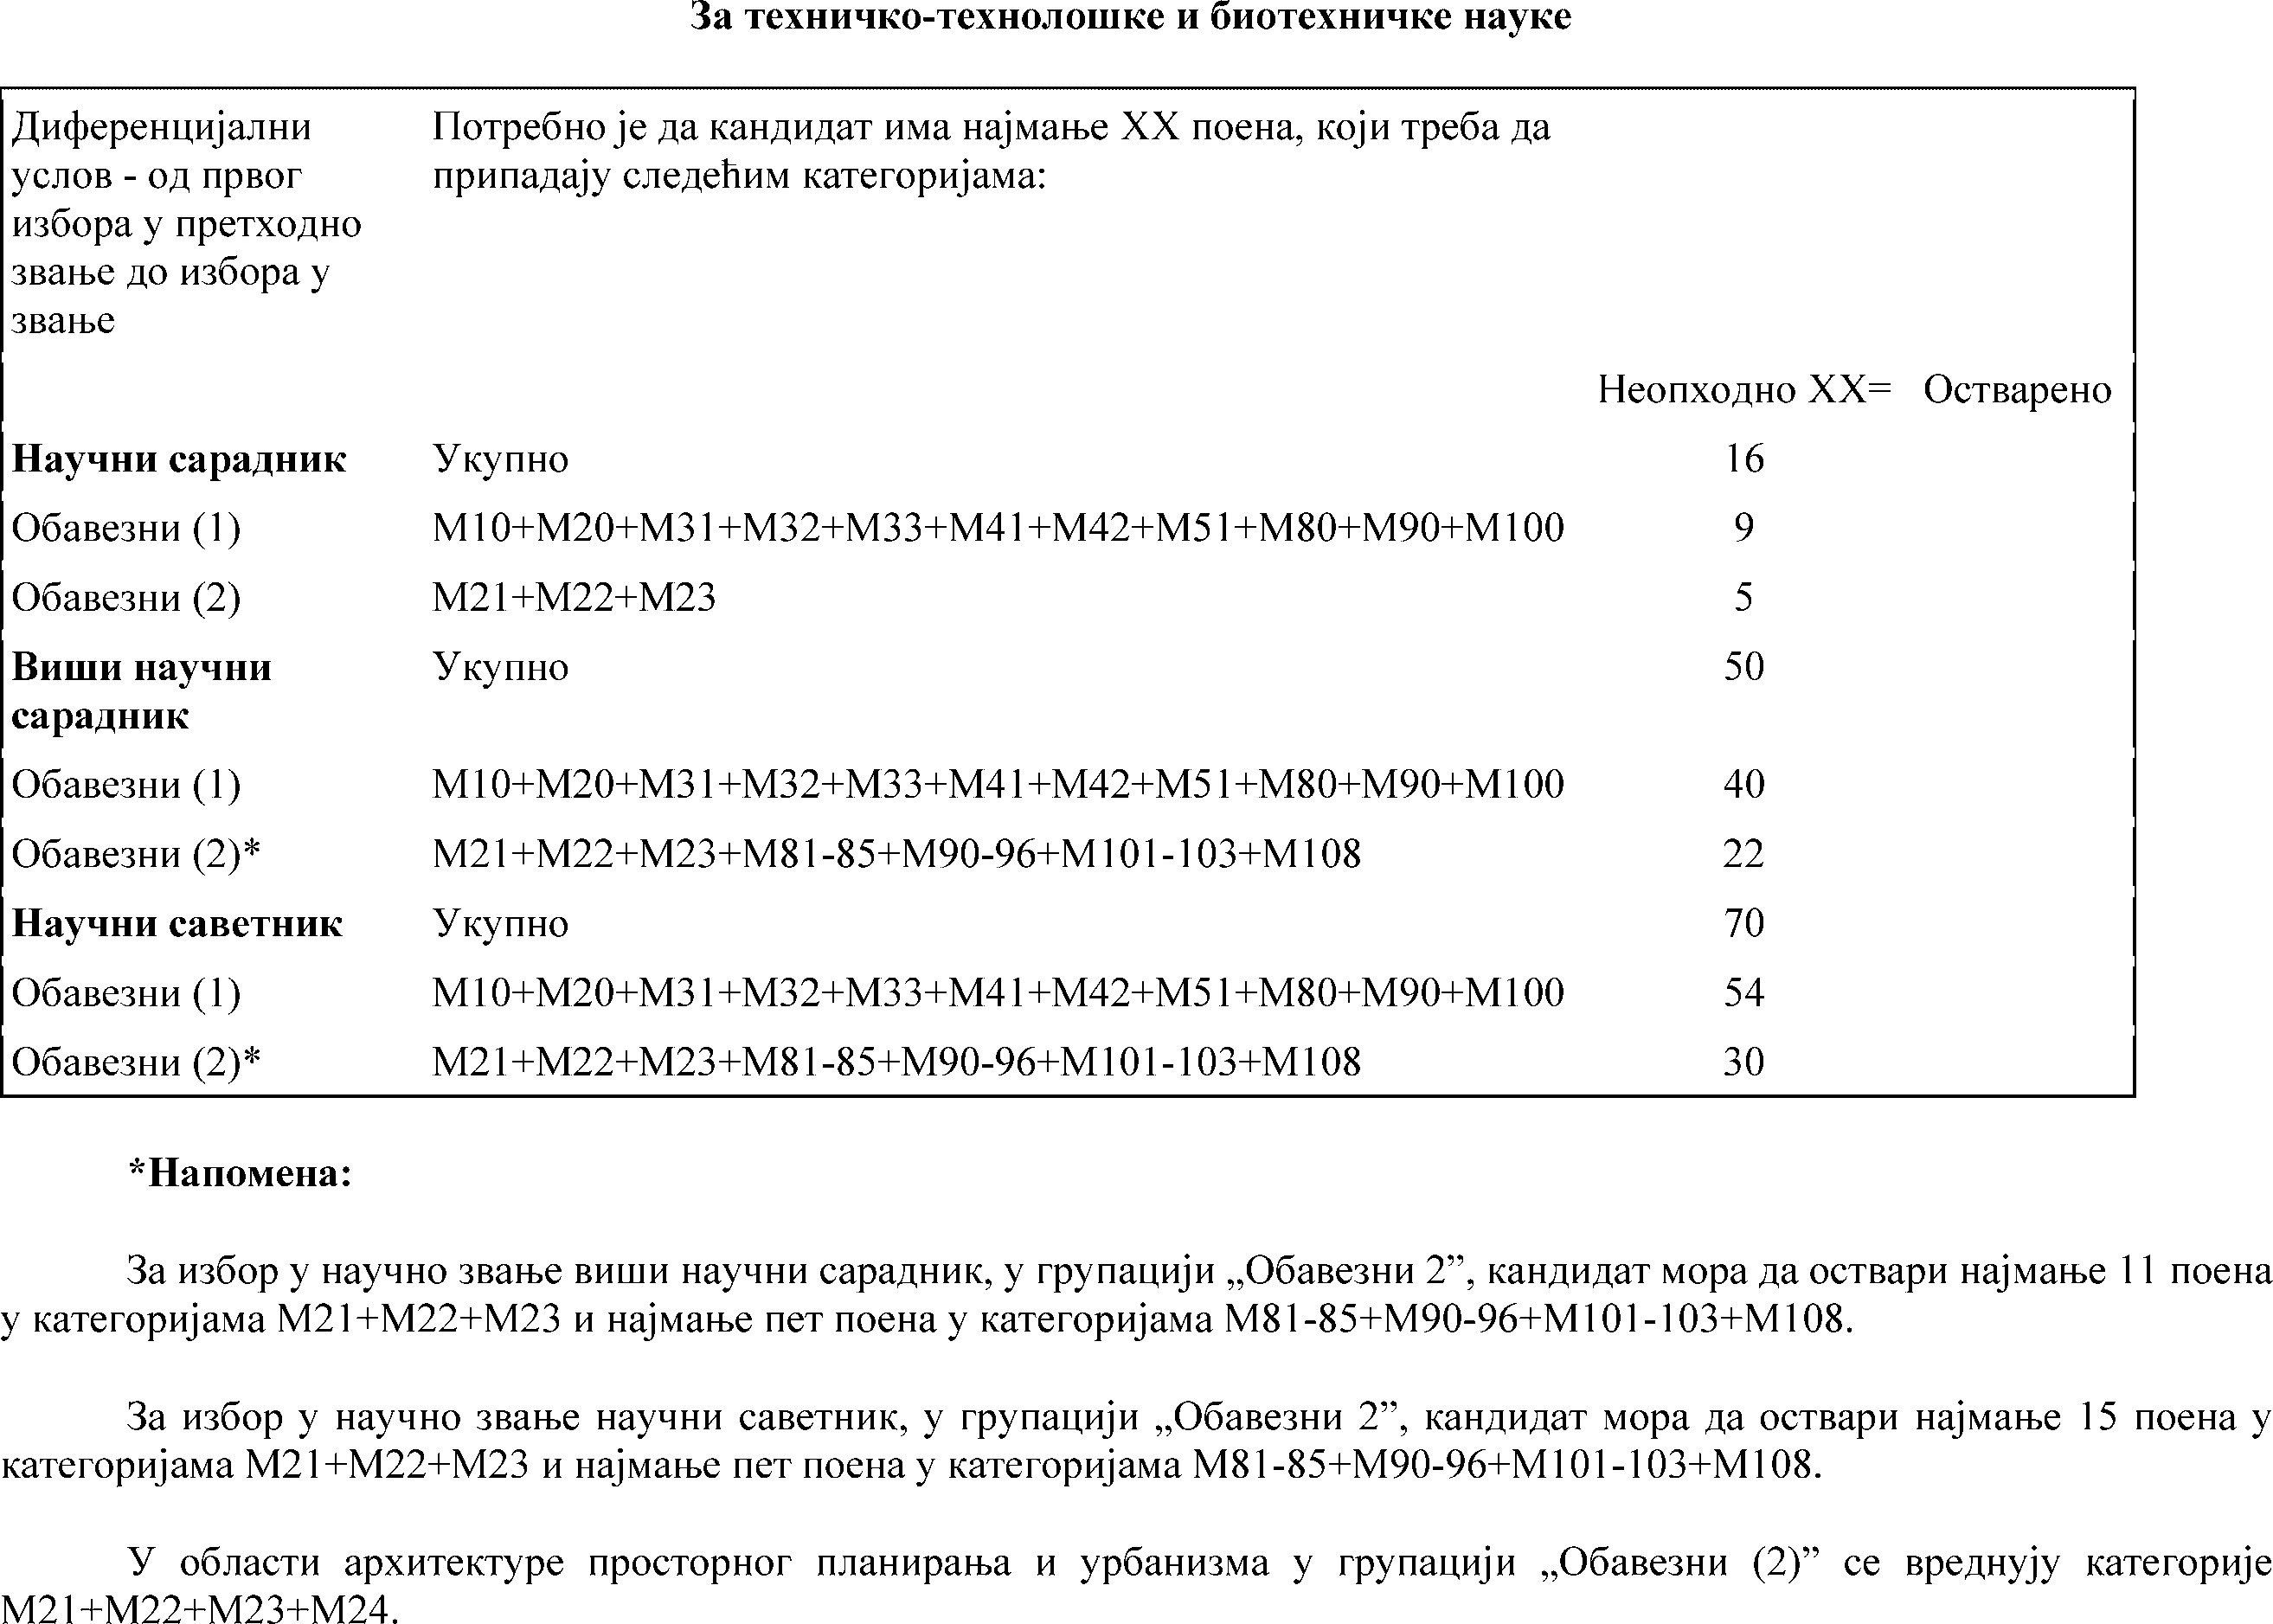 За техничко-технолошке и биотехничке науке
Диференцијални
услов - од првог
избора у претходно
звање до избора у
звање
Потребно је да кандидат има најмање XX поена, који треба да
припадају следећим категоријама:
Неопходно XX= Остварено
Научни сарадник Укупно 16
Обавезни (1) М10+М20+М31+М32+М33+М41+М42+М51+М80+М90+М100 9
Обавезни (2) М21+М22+М23 5
Виши научни
сарадник
Укупно 50
Обавезни (1) М10+М20+М31+М32+М33+М41+М42+М51+М80+М90+М100 40
Обавезни (2)* М21+М22+М23+М81-85+М90-96+М101-103+М108 22
Научни саветник Укупно 70
Обавезни (1) М10+М20+М31+М32+М33+М41+М42+М51+М80+М90+М100 54
Обавезни (2)* М21+М22+М23+М81-85+М90-96+М101-103+М108 30
*Напомена:
За избор у научно звање виши научни сарадник, у групацији „Обавезни 2”, кандидат мора да оствари најмање 11 поена
у категоријама М21+М22+М23 и најмање пет поена у категоријама М81-85+М90-96+М101-103+М108.
За избор у научно звање научни саветник, у групацији „Обавезни 2”, кандидат мора да оствари најмање 15 поена у
категоријама М21+М22+М23 и најмање пет поена у категоријама М81-85+М90-96+М101-103+М108.
У области архитектуре просторног планирања и урбанизма у групацији „Обавезни (2)” се вреднују категорије
М21+М22+М23+М24.